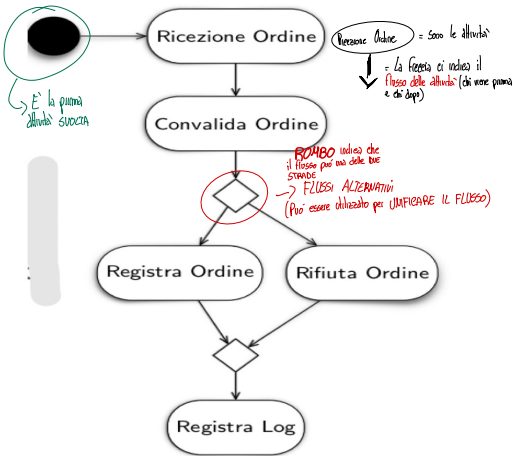 Ricezione Ordine
Ricezione Ordine = sono le attività
= La freccia ci indica il
flusso delle attività (chi viene prima
e chi dopo)
È la prima
attività SVOLTA
Convalida Ordine
ROMBO indica che
il flusso può una delle DUE
STRADE
→ FLUSSI ALTERNATIVI
(Può essere utilizzato per UNIFICARE IL FLUSSO)
Registra Ordine
Rifiuta Ordine
Registra Log